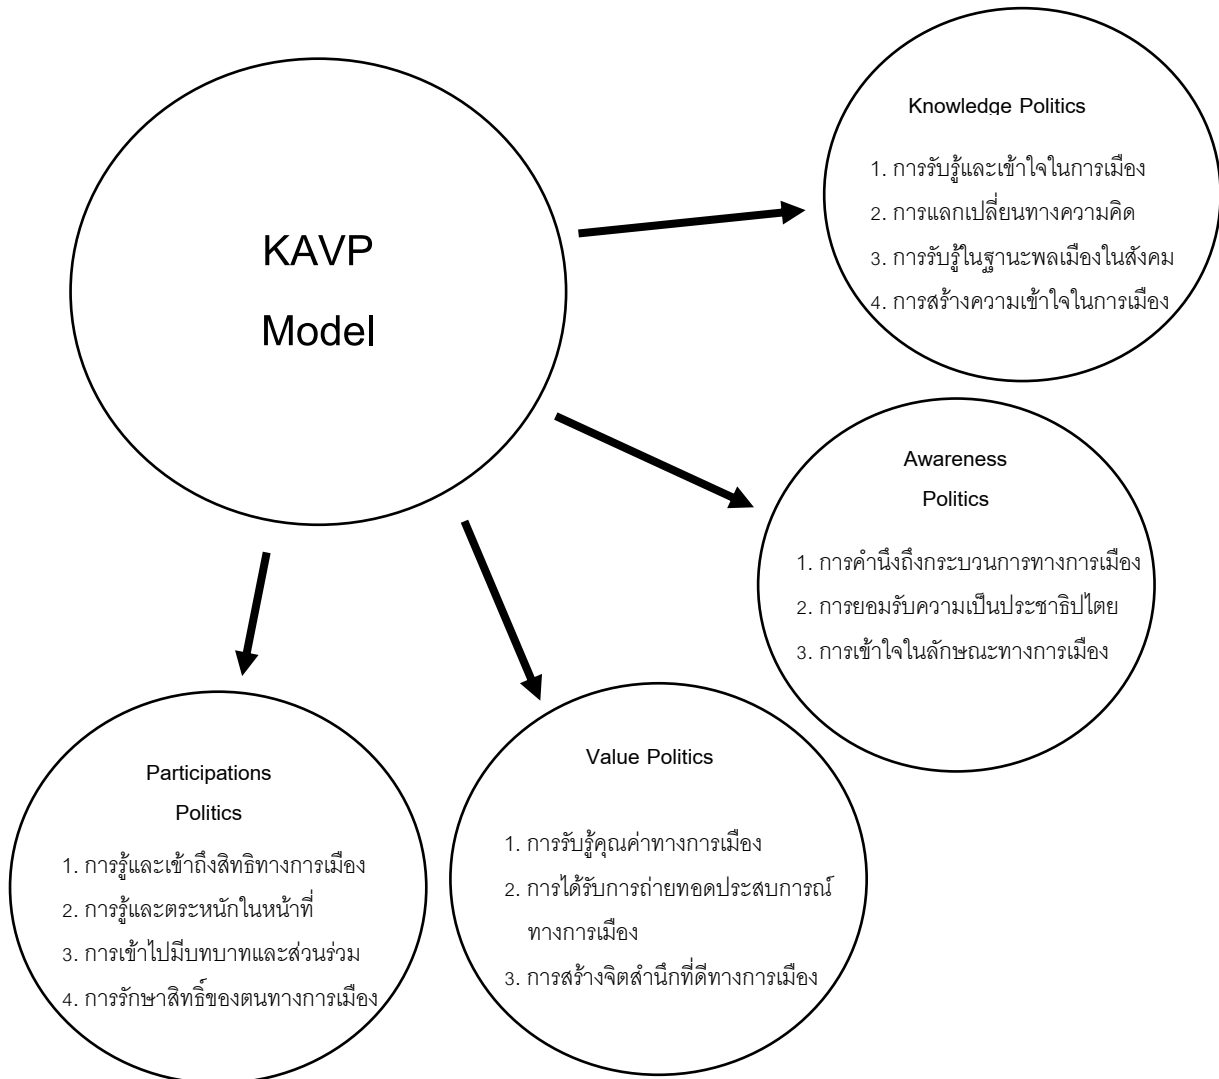 KAVP
Model
Knowledge Politics
1. การรับรู้และเข้าใจในการเมือง
2. การแลกเปลี่ยนทางความคิด
3. การรับรู้ในฐานะพลเมืองในสังคม
4. การสร้างความเข้าใจในการเมือง
Awareness
Politics
1. การคำนึงถึงกระบวนการทางการเมือง
2. การยอมรับความเป็นประชาธิปไตย
3. การเข้าใจในลักษณะทางการเมือง
Value Politics
1. การรับรู้คุณค่าทางการเมือง
2. การได้รับการถ่ายทอดประสบการณ์
ทางการเมือง
3. การสร้างจิตสำนึกที่ดีทางการเมือง
Participations
Politics
1. การรู้และเข้าถึงสิทธิทางการเมือง
2. การรู้และตระหนักในหน้าที่
3. การเข้าไปมีบทบาทและส่วนร่วม
4. การรักษาสิทธิ์ของตนทางการเมือง